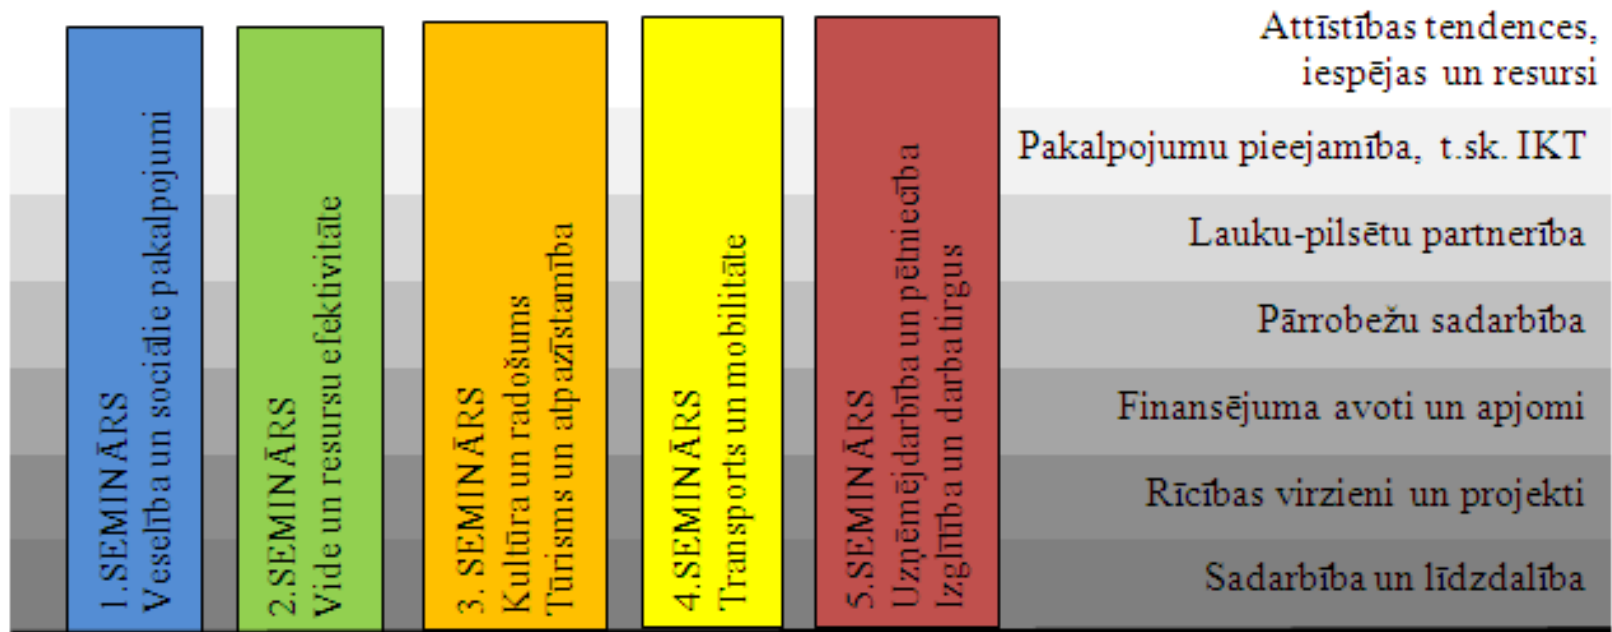 1.SEMINĀRS
Veselība un sociālie pakalpojumi
2.SEMINĀRS
Vide un resursu efektivitāte
3. SEMINĀRS
Kultūra un radošums
Tūrisms un atpazīstamība
4.SEMINĀRS
Transports un mobilitāte
5.SEMINĀRS
Uzņēmējdarbība un pētniecība
Izglītība un darba tirgus
Attīstības tendences,
iespējas un resursi
Pakalpojumu pieejamība, t.sk. IKT
Lauku-pilsētu partnerība
Pārrobežu sadarbība
Finansējuma avoti un apjomi
Rīcības virzieni un projekti
Sadarbība un līdzdalība